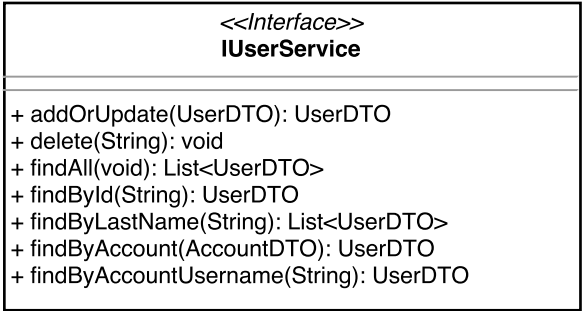 <<Interface>>
IUserService
+ addOrUpdate(UserDTO): UserDTO
+ delete(String): void
+ findAll(void): List<UserDTO>
+ findById(String): UserDTO
+ findByLastName(String): List<UserDTO>
+ findByAccount(AccountDTO): UserDTO
+ findByAccountUsername(String): UserDTO